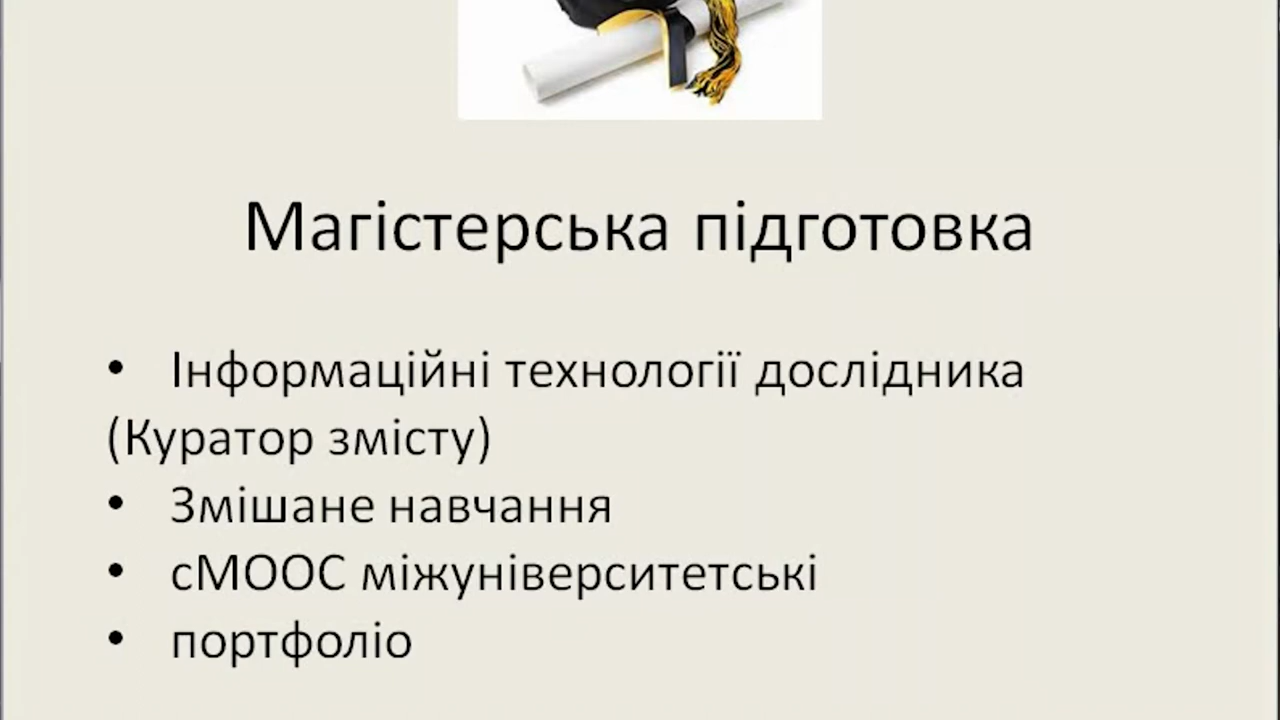 Магістерська підготовка
• Інформаційні технології дослідника
(Куратор змісту)
• Змішане навчання
• сМООС міжуніверситетські
• портфоліо